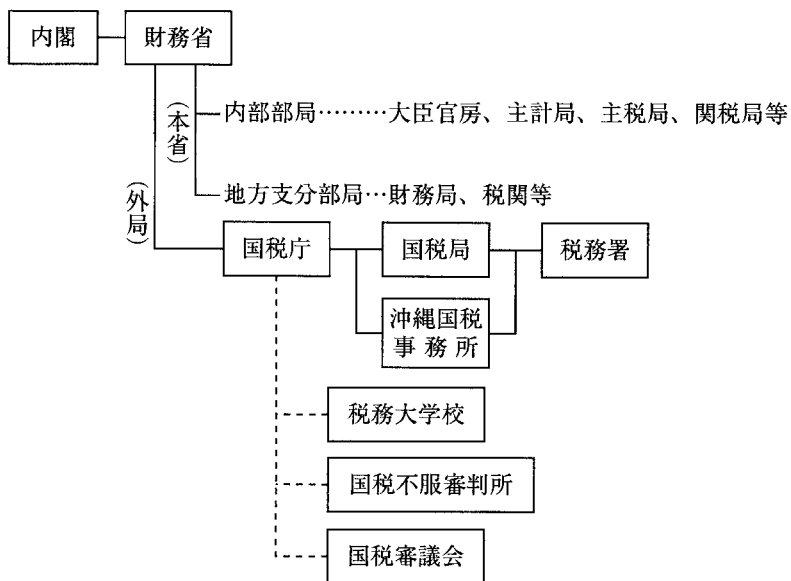 内閣
財務省
(本省)
内部部局………大臣官房、主計局、主税局、関税局等
地方支分部局…財務局、税関等
(外局)
国税庁
国税局
税務署
沖縄国税
事務所
税務大学校
国税不服審判所
国税審議会